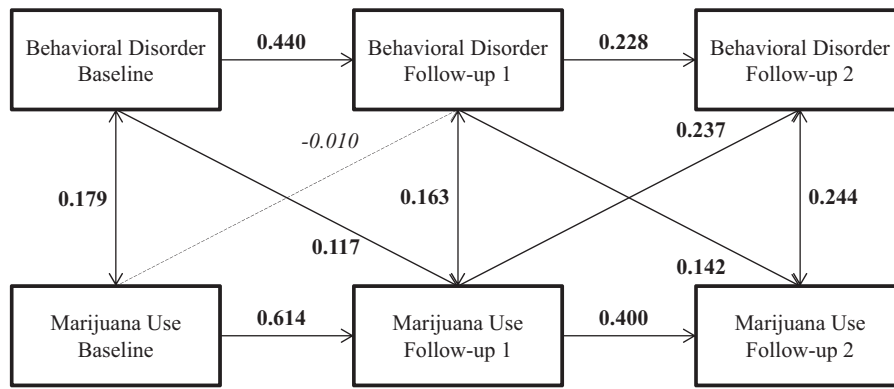 Behavioral Disorder
Baseline
0.440
Behavioral Disorder
Follow-up 1
0.228
Behavioral Disorder
Follow-up 2
-0.010
0.237
0.179
0.163
0.244
0.117
0.142
Marijuana Use
Baseline
0.614
Marijuana Use
Follow-up 1
0.400
Marijuana Use
Follow-up 2